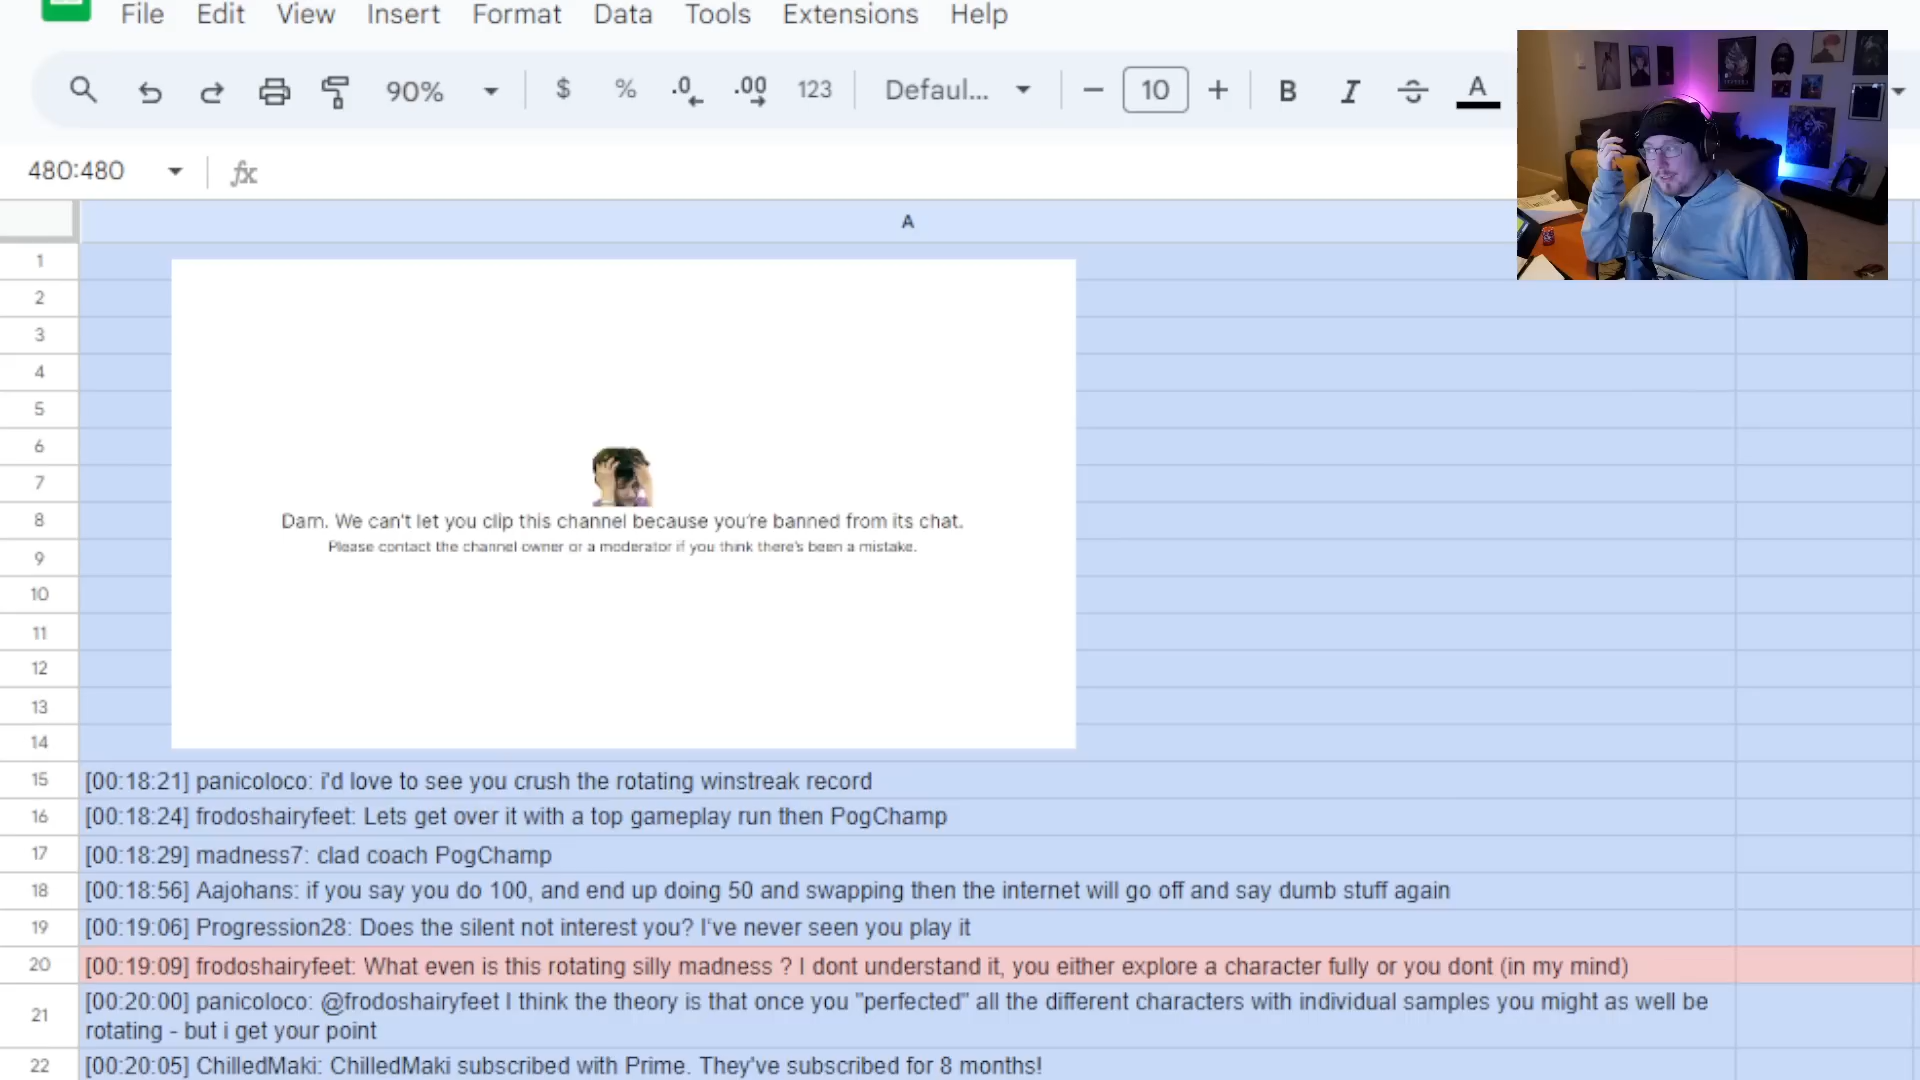 File Edit View Insert Format Data Tools Extensions Help
90% $ % .0 .00 123 Defaul... 10 B I A
480:480 fx
A
1
2
3
4
5
6
7
8
9
10
11
12
13
14
Darn. We can't let you clip this channel because you're banned from its chat.
Please contact the channel owner or a moderator if you think there's been a mistake.
15 [00:18:21] panicoloco: i'd love to see you crush the rotating winstreak record
16 [00:18:24] frodoshairyfeet: Lets get over it with a top gameplay run then PogChamp
17 [00:18:29] madness7: clad coach PogChamp
18 [00:18:56] Aajohans: if you say you do 100, and end up doing 50 and swapping then the internet will go off and say dumb stuff again
19 [00:19:06] Progression28: Does the silent not interest you? I've never seen you play it
20 [00:19:09] frodoshairyfeet: What even is this rotating silly madness ? I dont understand it, you either explore a character fully or you dont (in my mind)
21 [00:20:00] panicoloco: @frodoshairyfeet I think the theory is that once you "perfected" all the different characters with individual samples you might as well be
rotating - but i get your point
22 [00:20:05] ChilledMaki: ChilledMaki subscribed with Prime. They've subscribed for 8 months!